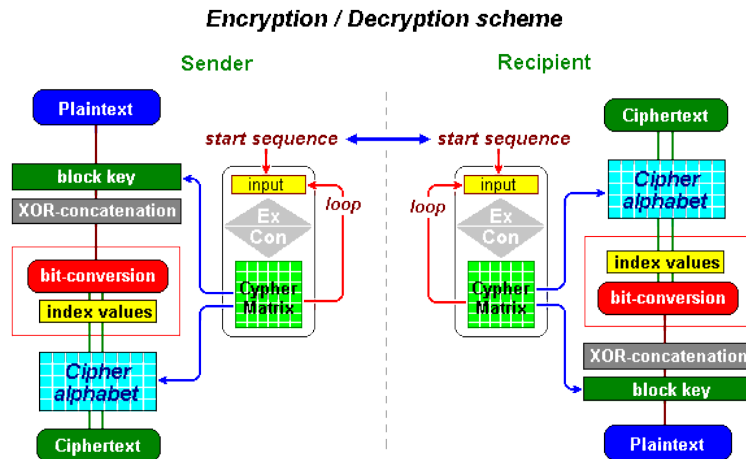 Encryption / Decryption scheme
Sender
Recipient
Plaintext
start sequence
block key
XOR-concatenation
bit-conversion
index values
Cipher
alphabet
Ciphertext
input
loop
Ex
Con
Cypher
Matrix
start sequence
input
loop
Ex
Con
Cypher
Matrix
Ciphertext
Cipher
alphabet
index values
bit-conversion
XOR-concatenation
block key
Plaintext